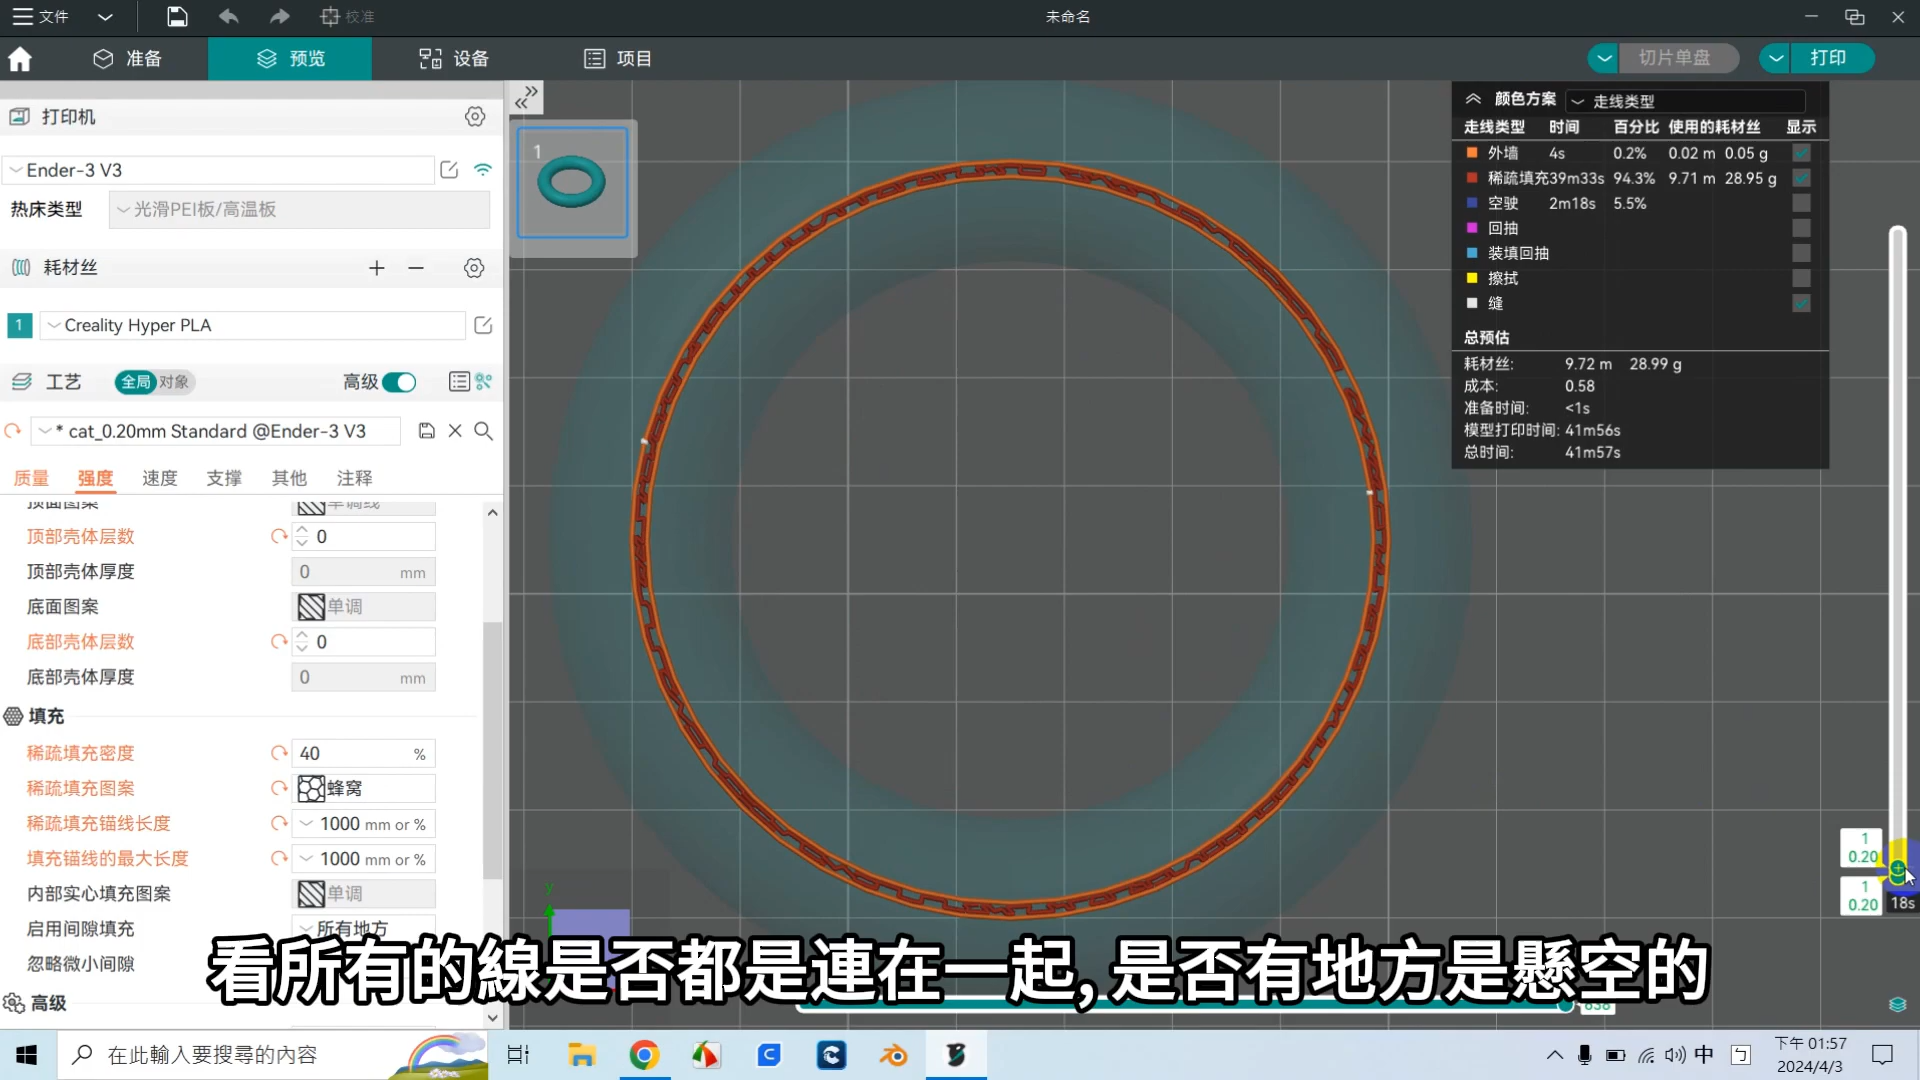 文件
校准
未命名
准备
预览
设备
项目
切片单盘
打印
打印机
Ender-3 V3
热床类型
光滑PEI板/高温板
耗材丝
1
Creality Hyper PLA
工艺
全局
对象
高级
* cat_0.20mm Standard @Ender-3 V3
质量
强度
速度
支撑
其他
注释
顶面图案
单调线
顶部壳体层数
0
顶部壳体厚度
0 mm
底面图案
单调
底部壳体层数
0
底部壳体厚度
0 mm
填充
稀疏填充密度
40 %
稀疏填充图案
蜂窝
稀疏填充锚线长度
1000 mm or %
填充锚线的最大长度
1000 mm or %
内部实心填充图案
单调
启用间隙填充
所有地方
忽略微小间隙
高级
1
颜色方案
走线类型
走线类型 时间 百分比 使用的耗材丝 显示
外墙 4s 0.2% 0.02 m 0.05 g
稀疏填充39m33s 94.3% 9.71 m 28.95 g
空驶 2m18s 5.5%
回抽
装填回抽
擦拭
缝
总预估
耗材丝: 9.72 m 28.99 g
成本: 0.58
准备时间: <1s
模型打印时间: 41m56s
总时间: 41m57s
1
0.20
1
0.20
18s
y
看所有的線是否都是連在一起,是否有地方是懸空的
在此輸入要搜尋的內容
中
ㄅ
下午 01:57
2024/4/3